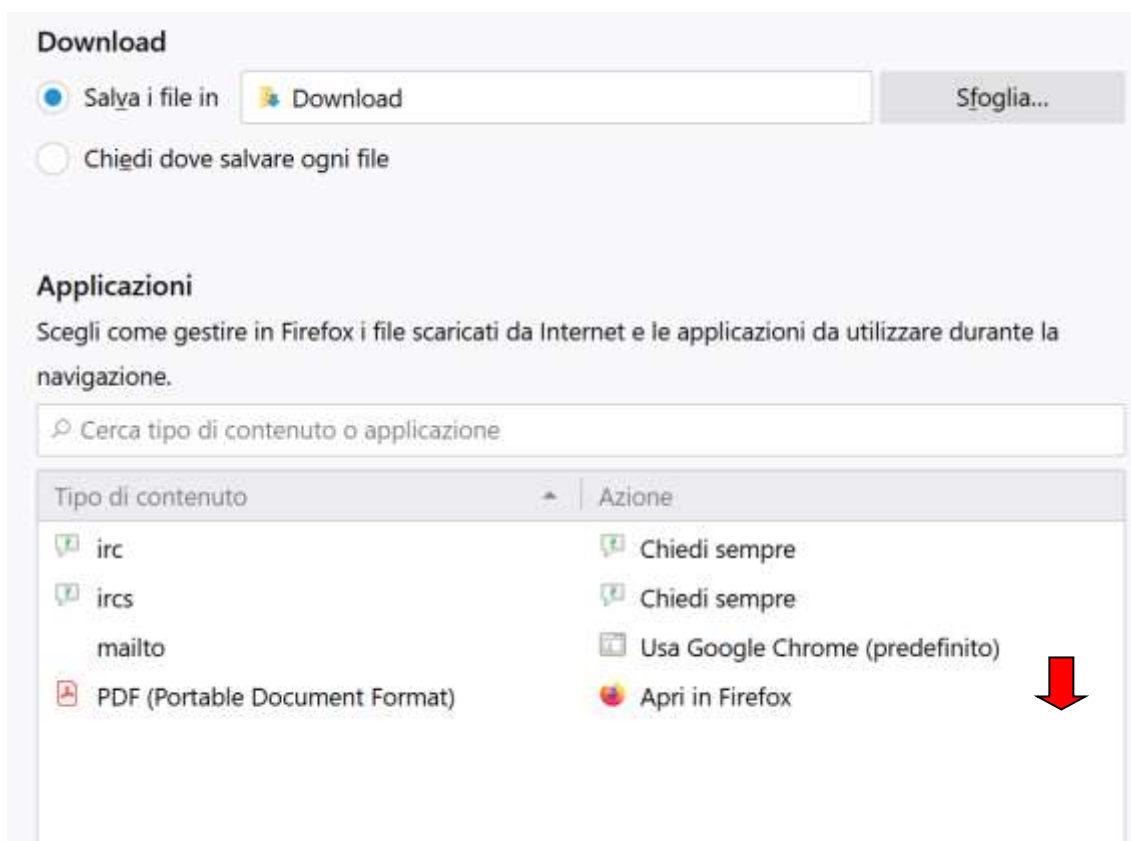 Download
Salva i file in Download Sfoglia...
Chiedi dove salvare ogni file
Applicazioni
Scegli come gestire in Firefox i file scaricati da Internet e le applicazioni da utilizzare durante la
navigazione.
Cerca tipo di contenuto o applicazione
Tipo di contenuto Azione
irc Chiedi sempre
ircs Chiedi sempre
mailto Usa Google Chrome (predefinito)
PDF (Portable Document Format) Apri in Firefox